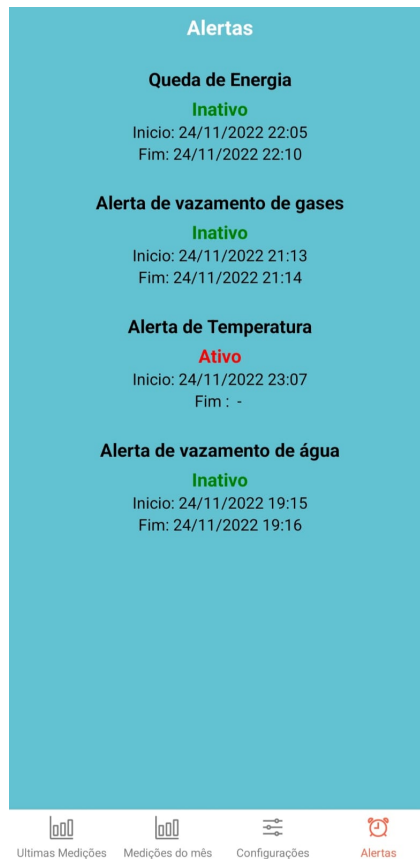 Alertas
Queda de Energia
Inativo
Inicio: 24/11/2022 22:05
Fim: 24/11/2022 22:10
Alerta de vazamento de gases
Inativo
Inicio: 24/11/2022 21:13
Fim: 24/11/2022 21:14
Alerta de Temperatura
Ativo
Inicio: 24/11/2022 23:07
Fim : -
Alerta de vazamento de água
Inativo
Inicio: 24/11/2022 19:15
Fim: 24/11/2022 19:16
Ultimas Medições Medições do mès Configurações Alertas